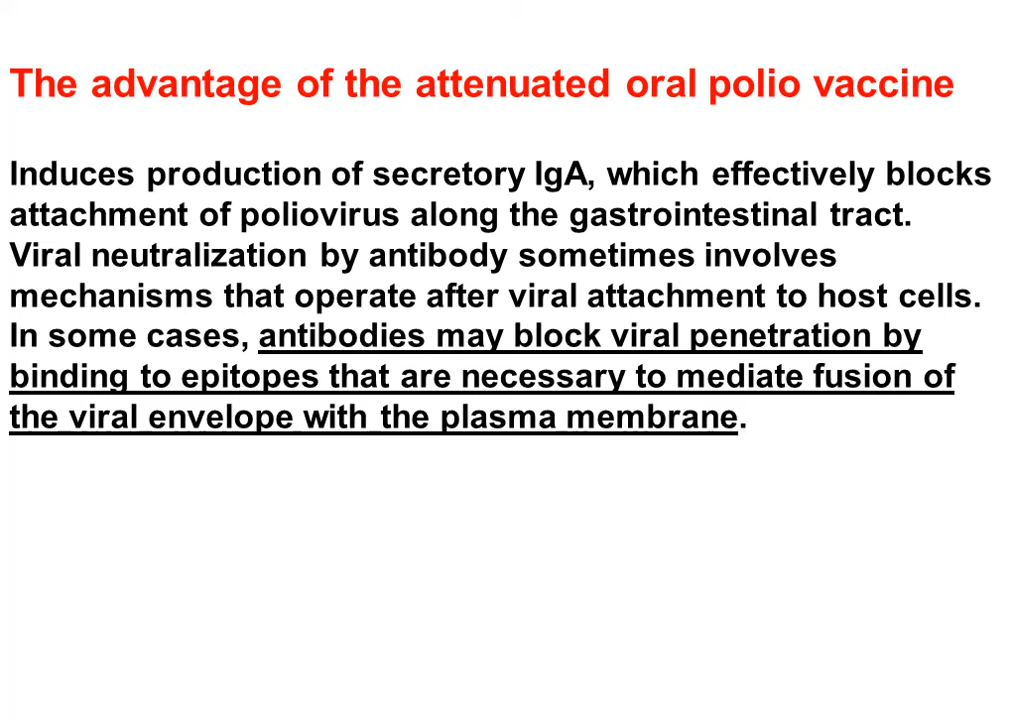 The advantage of the attenuated oral polio vaccine
Induces production of secretory IgA, which effectively blocks
attachment of poliovirus along the gastrointestinal tract.
Viral neutralization by antibody sometimes involves
mechanisms that operate after viral attachment to host cells.
In some cases, antibodies may block viral penetration by
binding to epitopes that are necessary to mediate fusion of
the viral envelope with the plasma membrane.